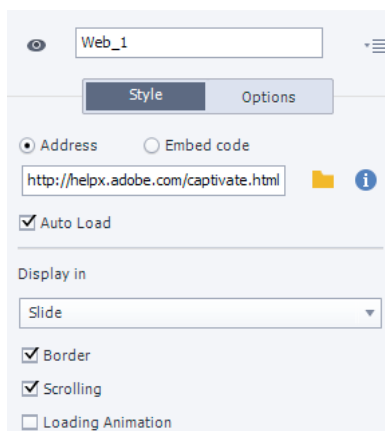 Web_1
Style Options
Address Embed code
http://helpx.adobe.com/captivate.html
Auto Load
Display in
Slide
Border
Scrolling
Loading Animation